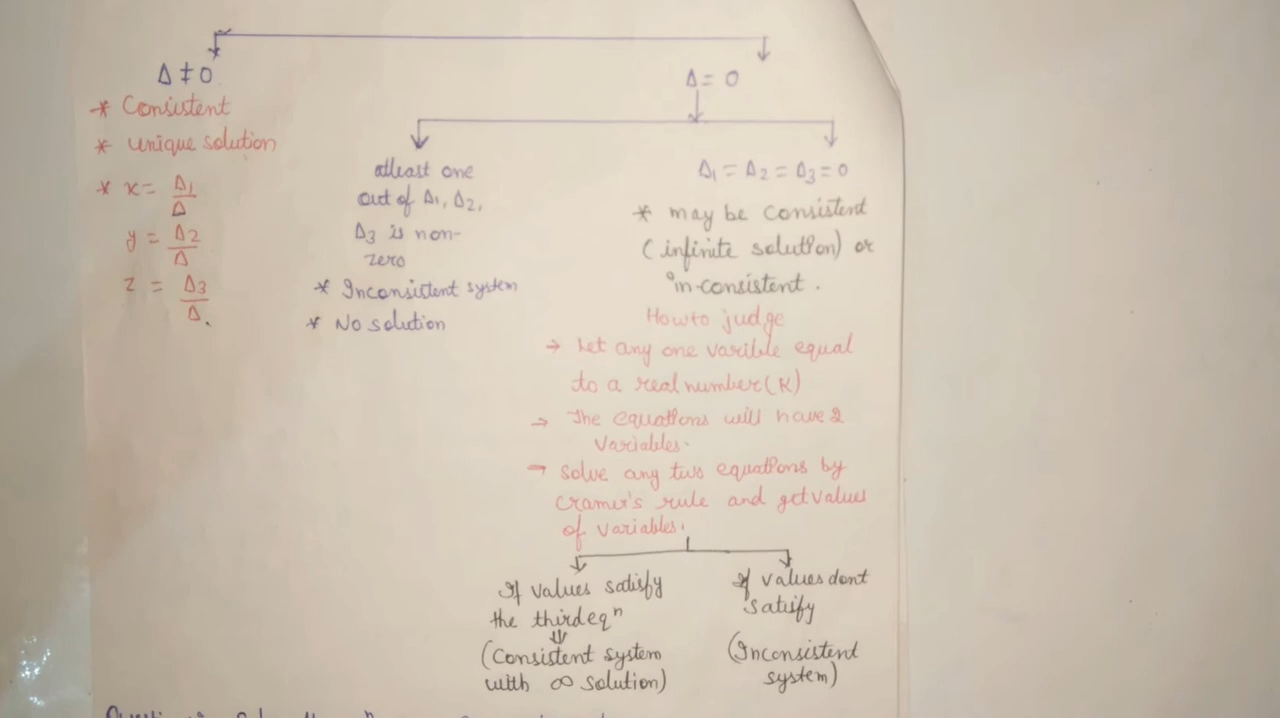 Δ ≠ 0
* Consistent
* unique solution
* x = Δ1/Δ
y = Δ2/Δ
z = Δ3/Δ.
Δ = 0
atleast one
out of Δ1, Δ2,
Δ3 is non-
zero
* Inconsistent system
* No solution
Δ1 = Δ2 = Δ3 = 0
* may be consistent
(infinite solution) or
in-consistent.
How to judge
→ Let any one varible equal
to a real number (K)
→ The equations will have 2
Variables.
→ solve any two equations by
Cramer's rule and get values
of variables.
If values satisfy
the third eqⁿ
⇓
(Consistent system
with ∞ solution)
If values dont
satisfy
(Inconsistent
system)